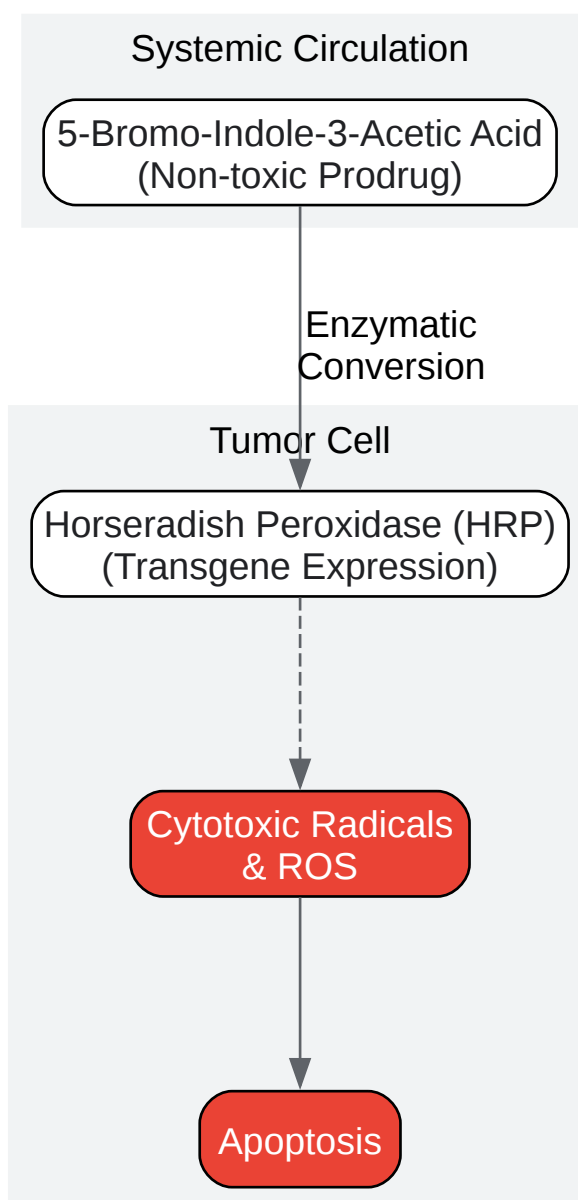 Systemic Circulation
5-Bromo-Indole-3-Acetic Acid
(Non-toxic Prodrug)
Enzymatic
Conversion
Tumor Cell
Horseradish Peroxidase (HRP)
(Transgene Expression)
Cytotoxic Radicals
& ROS
Apoptosis